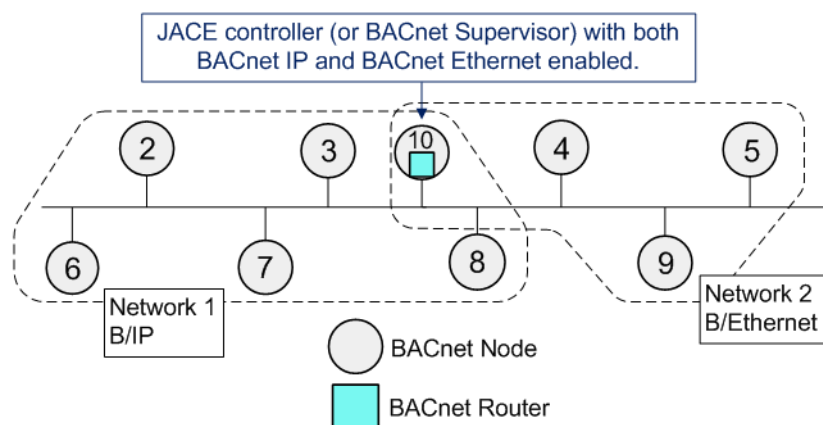 JACE controller (or BACnet Supervisor) with both
BACnet IP and BACnet Ethernet enabled.
2
3
10
4
5
6
7
8
9
Network 1
B/IP
Network 2
B/Ethernet
BACnet Node
BACnet Router